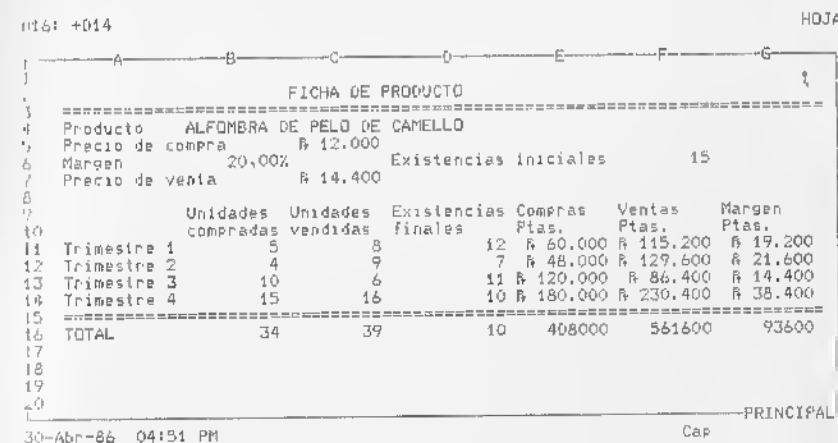 D16: +D14 HOJA
A B C D E F G
1
FICHA DE PRODUCTO
3 ================
4 Producto ALFOMBRA DE PELO DE CAMELLO
5 Precio de compra ₧ 12.000
6 Margen 20,00% Existencias iniciales 15
7 Precio de venta ₧ 14.400
8
9 Unidades Unidades Existencias Compras Ventas Margen
10 compradas vendidas finales Ptas. Ptas. Ptas.
11 Trimestre 1 5 8 12 ₧ 60.000 ₧ 115.200 ₧ 19.200
12 Trimestre 2 4 9 7 ₧ 48.000 ₧ 129.600 ₧ 21.600
13 Trimestre 3 10 6 11 ₧ 120.000 ₧ 86.400 ₧ 14.400
14 Trimestre 4 15 16 10 ₧ 180.000 ₧ 230.400 ₧ 38.400
15 ================
16 TOTAL 34 39 10 408000 561600 93600
17
18
19
20
PRINCIPAL
30-Abr-86 04:51 PM Cap